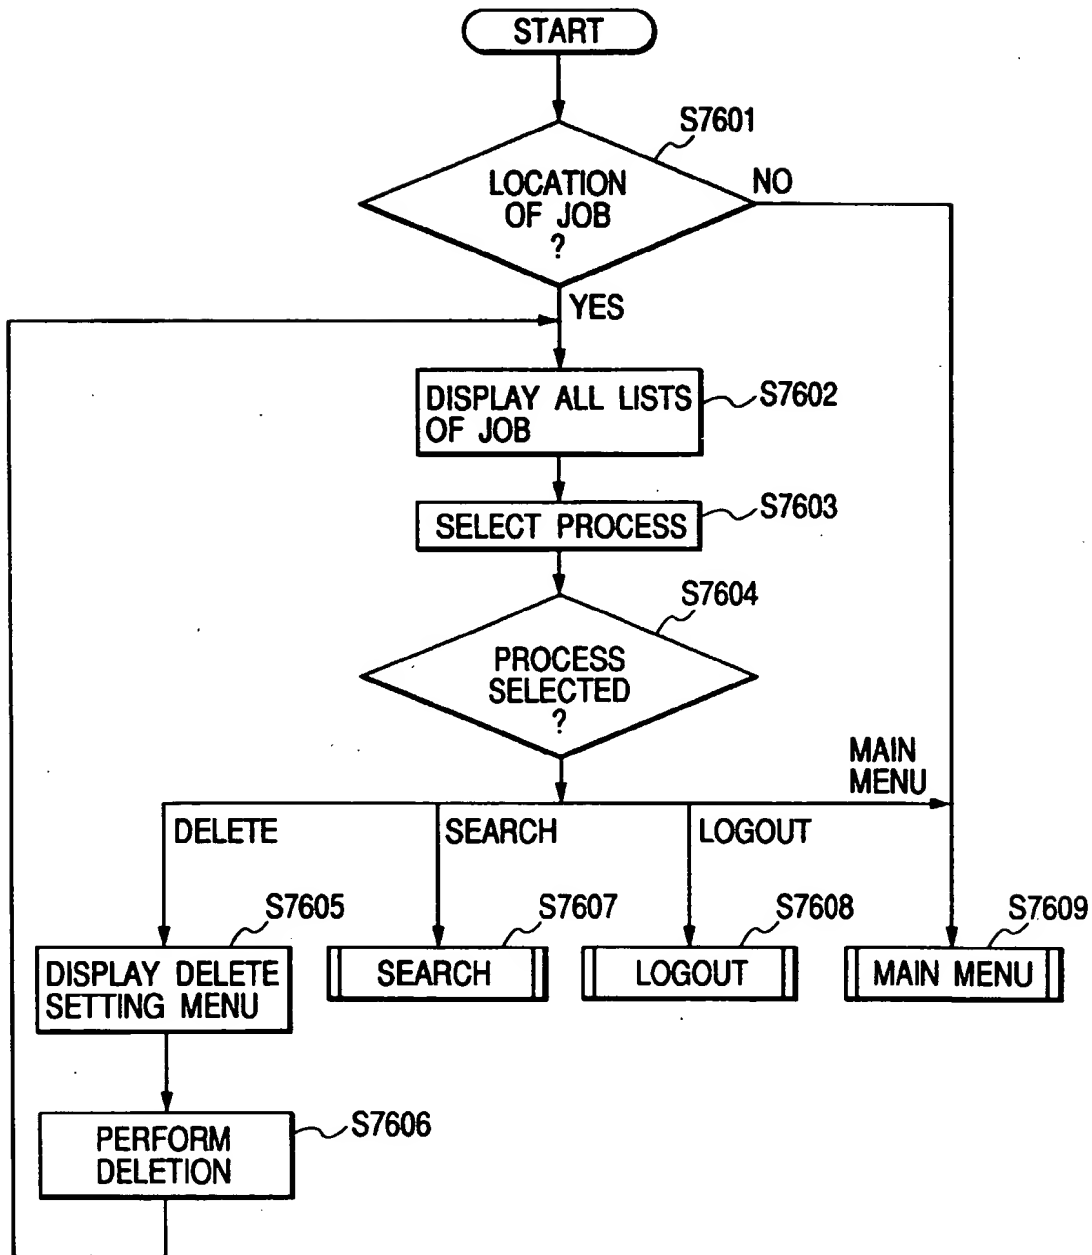 START
S7601
LOCATION
OF JOB
?
NO
YES
DISPLAY ALL LISTS
OF JOB
S7602
SELECT PROCESS
S7603
S7604
PROCESS
SELECTED
?
MAIN
MENU
DELETE
SEARCH
LOGOUT
S7605
S7607
S7608
S7609
DISPLAY DELETE
SETTING MENU
SEARCH
LOGOUT
MAIN MENU
PERFORM
DELETION
S7606